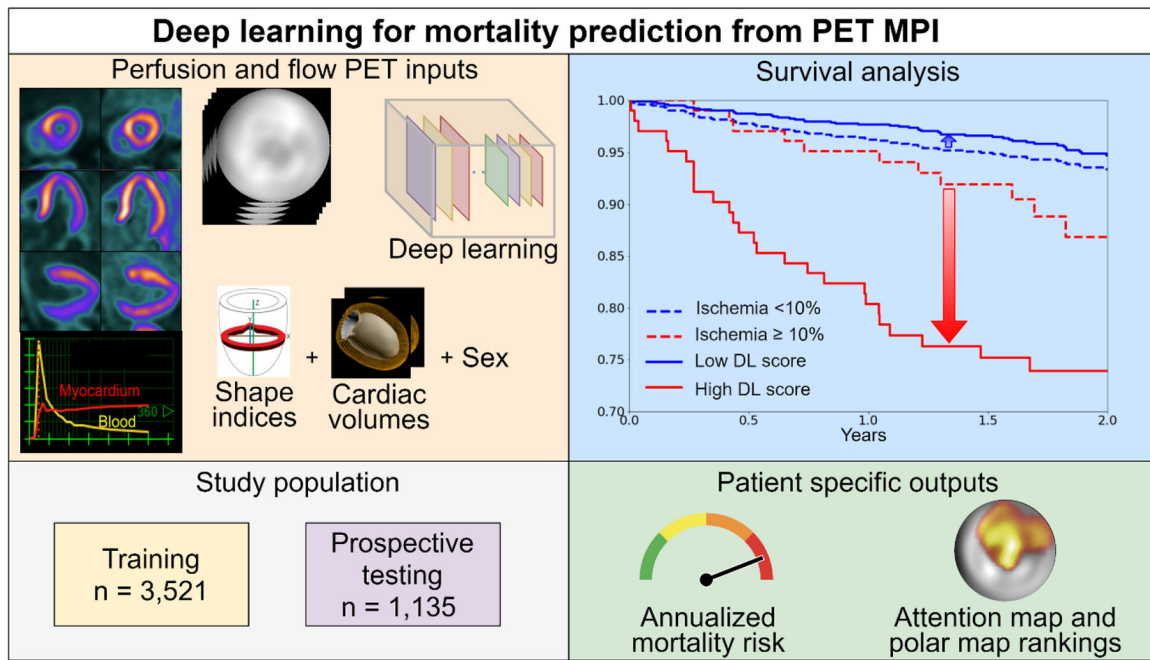 Deep learning for mortality prediction from PET MPI
Perfusion and flow PET inputs
Deep learning
Myocardium
360
Blood
z
y
x
Shape
indices
+
Cardiac
volumes
+ Sex
Survival analysis
1.00
0.95
0.90
0.85
0.80
0.75
0.70
Ischemia <10%
Ischemia ≥ 10%
Low DL score
High DL score
0.0 0.5 1.0 1.5 2.0
Years
Study population
Training
n = 3,521
Prospective
testing
n = 1,135
Patient specific outputs
Annualized
mortality risk
Attention map and
polar map rankings